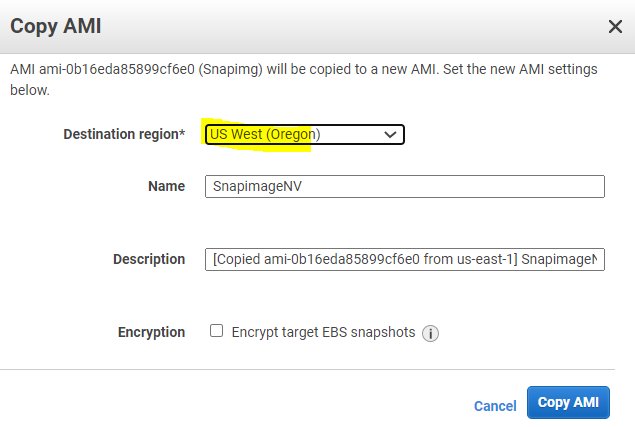 Copy AMI
AMI ami-0b16eda85899cf6e0 (Snapimg) will be copied to a new AMI. Set the new AMI settings
below.
Destination region* US West (Oregon)
Name SnapimageNV
Description [Copied ami-0b16eda85899cf6e0 from us-east-1] SnapimageN
Encryption Encrypt target EBS snapshots i
Cancel Copy AMI